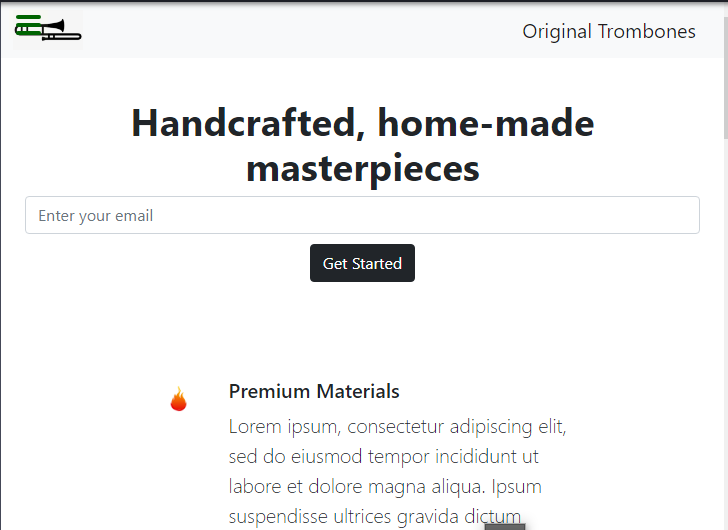 Original Trombones
Handcrafted, home-made
masterpieces
Enter your email
Get Started
Premium Materials
Lorem ipsum, consectetur adipiscing elit,
sed do eiusmod tempor incididunt ut
labore et dolore magna aliqua. Ipsum
suspendisse ultrices gravida dictum